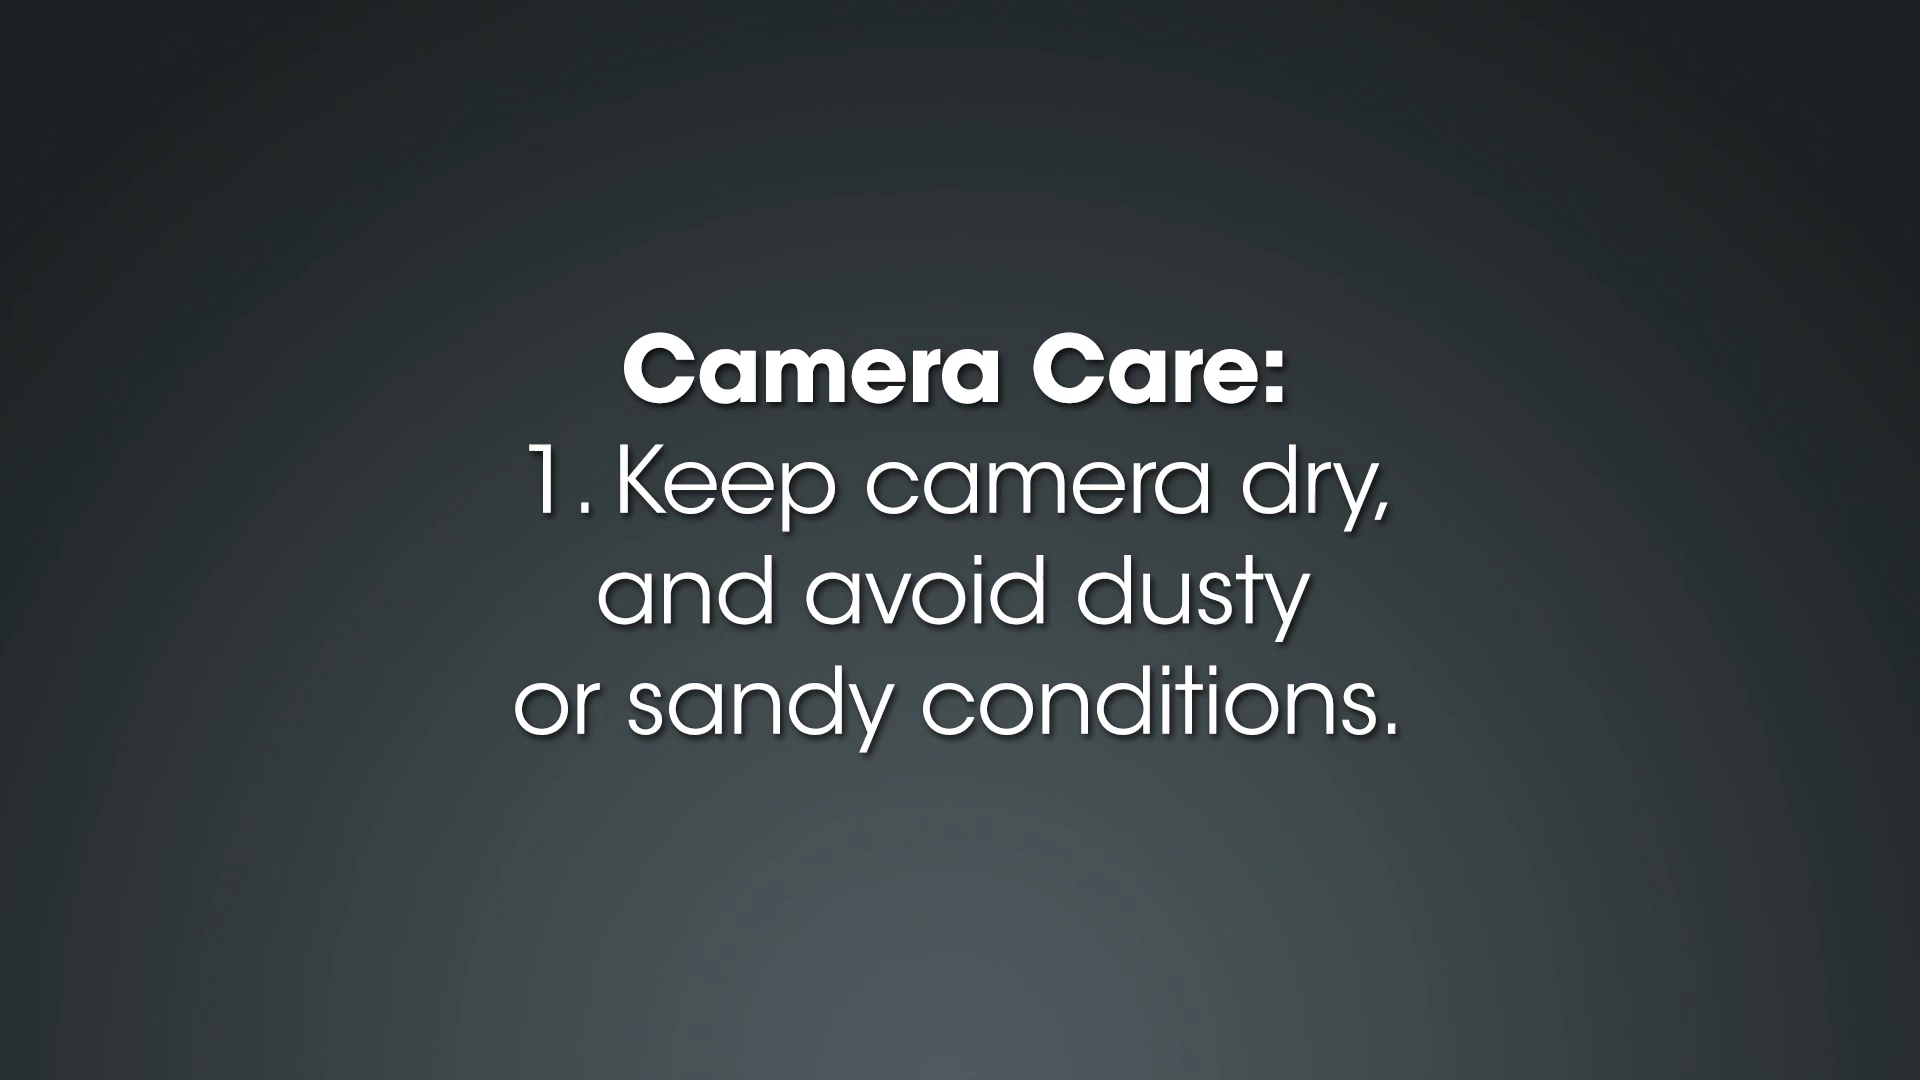 Camera Care:
1. Keep camera dry,
and avoid dusty
or sandy conditions.